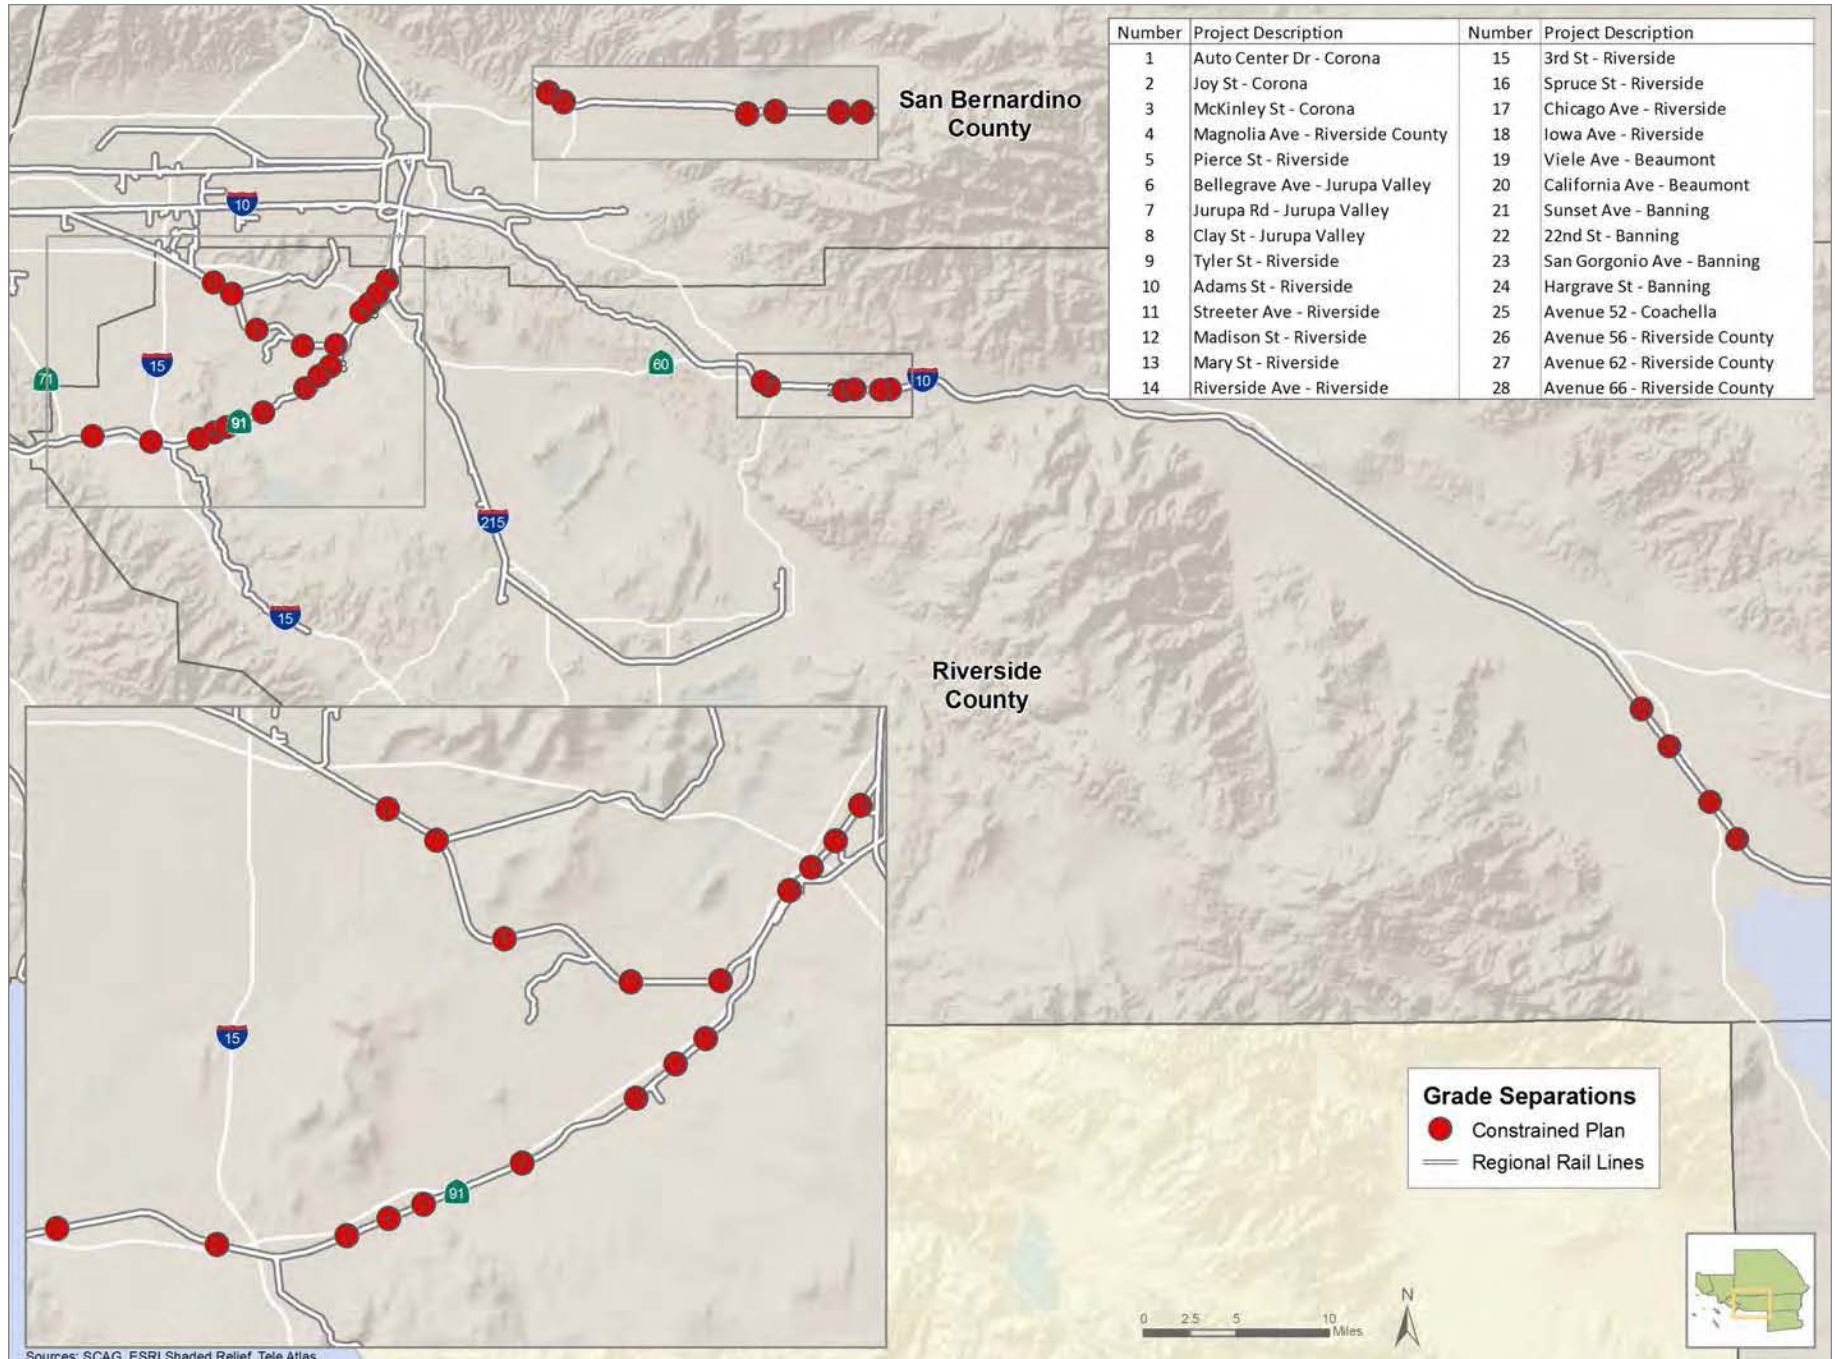 Number Project Description Number Project Description
1 Auto Center Dr - Corona 15 3rd St - Riverside
2 Joy St - Corona 16 Spruce St - Riverside
3 McKinley St - Corona 17 Chicago Ave - Riverside
4 Magnolia Ave - Riverside County 18 Iowa Ave - Riverside
5 Pierce St - Riverside 19 Viele Ave - Beaumont
6 Bellegrave Ave - Jurupa Valley 20 California Ave - Beaumont
7 Jurupa Rd - Jurupa Valley 21 Sunset Ave - Banning
8 Clay St - Jurupa Valley 22 22nd St - Banning
9 Tyler St - Riverside 23 San Gorgonio Ave - Banning
10 Adams St - Riverside 24 Hargrave St - Banning
11 Streeter Ave - Riverside 25 Avenue 52 - Coachella
12 Madison St - Riverside 26 Avenue 56 - Riverside County
13 Mary St - Riverside 27 Avenue 62 - Riverside County
14 Riverside Ave - Riverside 28 Avenue 66 - Riverside County
San Bernardino
County
10
15
71
60
10
91
215
15
Riverside
County
15
91
Grade Separations
Constrained Plan
Regional Rail Lines
N
0 2.5 5 10
Miles
Sources: SCAG, ESRI Shaded Relief, Tele Atlas